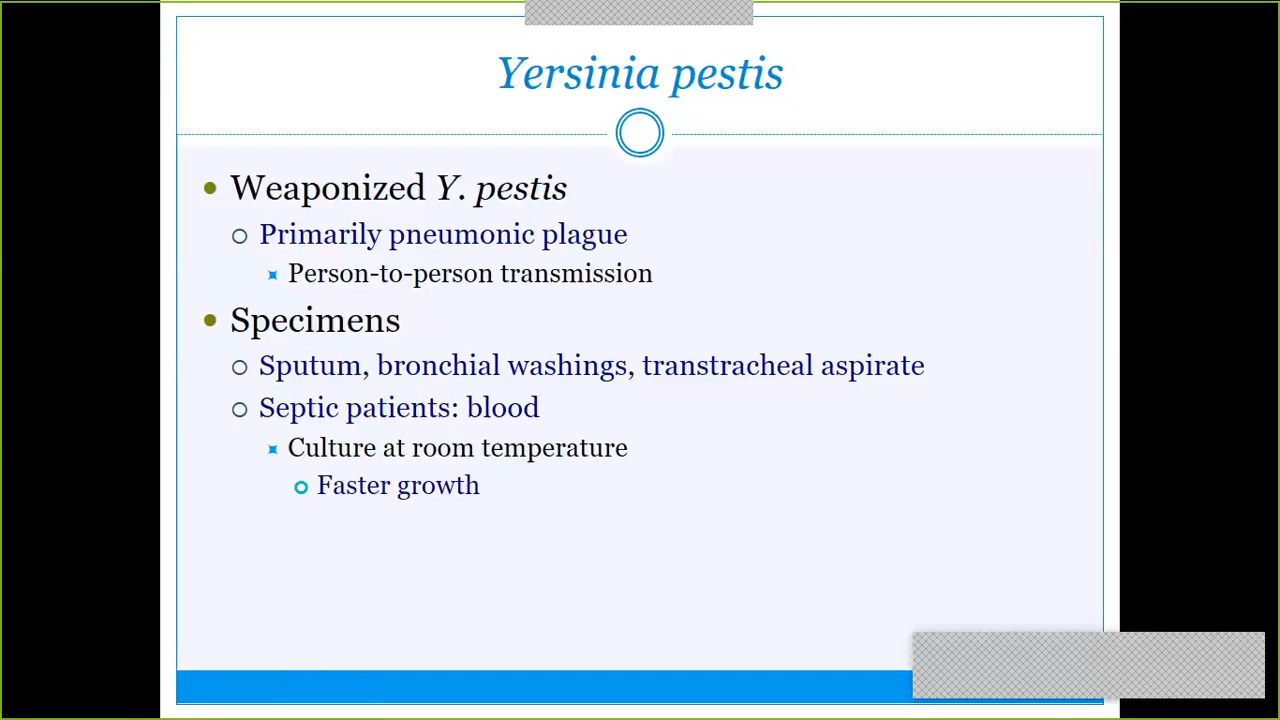 Yersinia pestis
Weaponized Y. pestis
Primarily pneumonic plague
Person-to-person transmission
Specimens
Sputum, bronchial washings, transtracheal aspirate
Septic patients: blood
Culture at room temperature
Faster growth